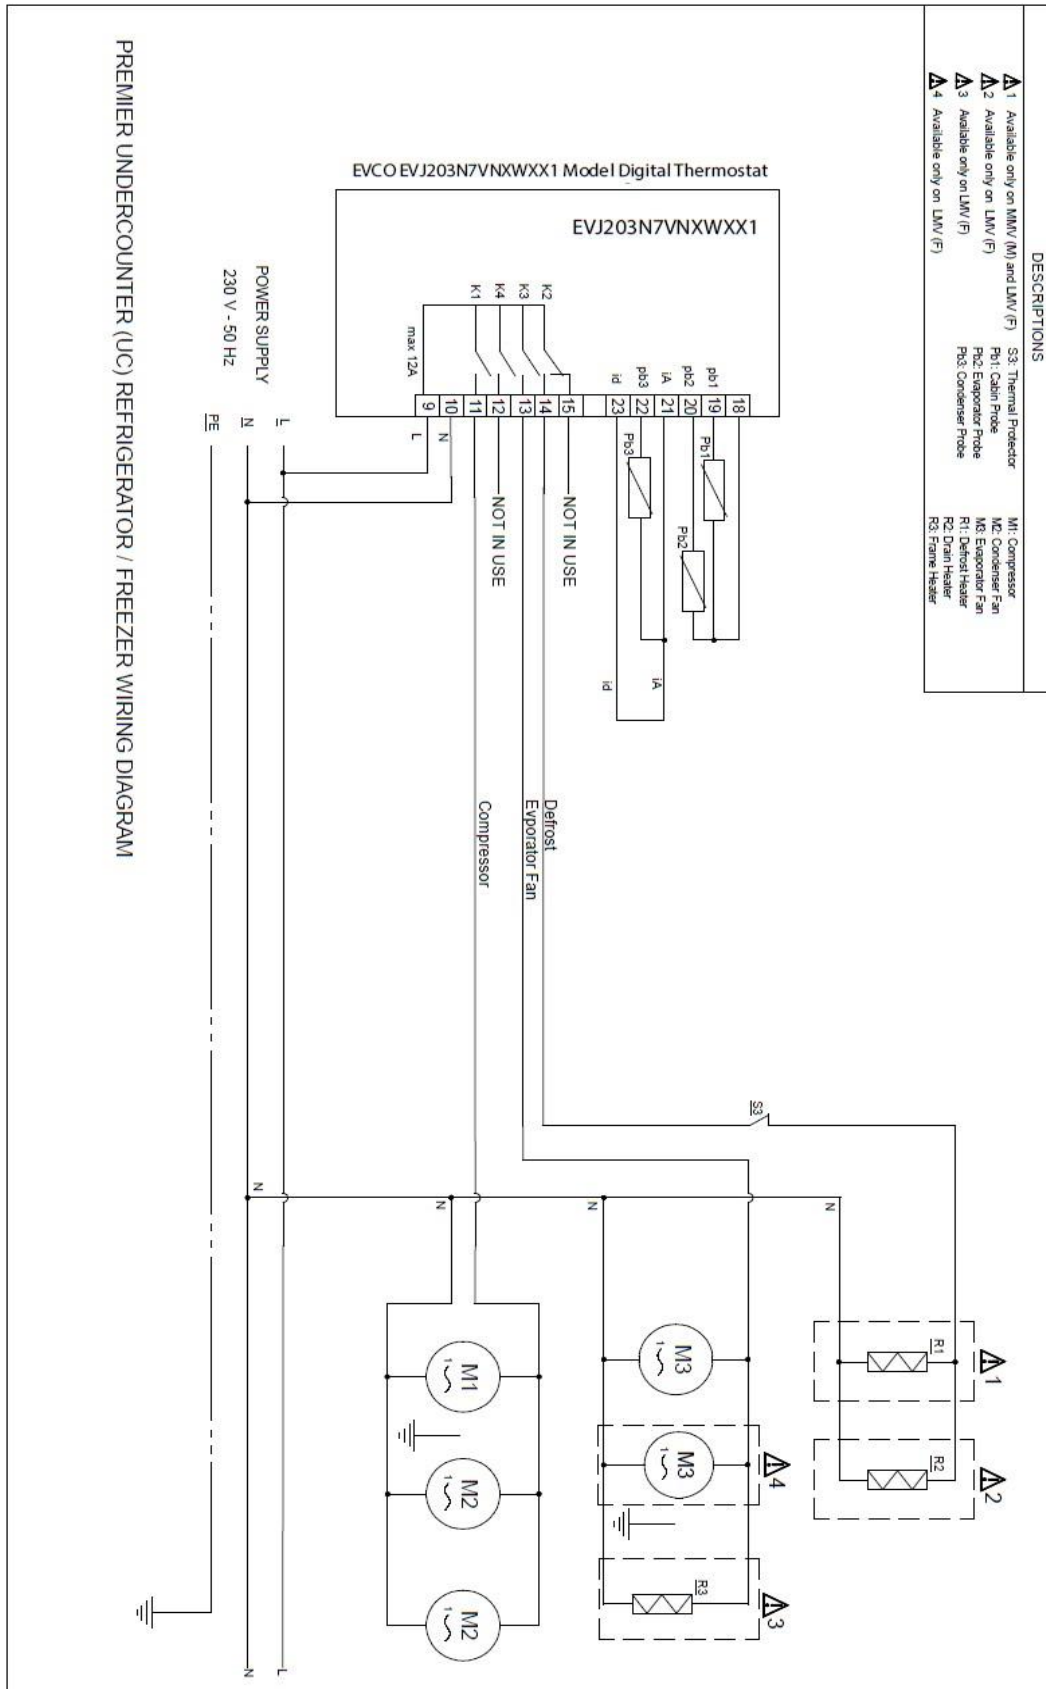 DESCRIPTIONS
⚠1 Available only on MMV (M) and LMV (F)
⚠2 Available only on LMV (F)
⚠3 Available only on LMV (F)
⚠4 Available only on LMV (F)
S3: Thermal Protector
Pb1: Cabin Probe
Pb2: Evaporator Probe
Pb3: Condenser Probe
M1: Compressor
M2: Condenser Fan
M3: Evaporator Fan
R1: Defrost Heater
R2: Drain Heater
R3: Frame Heater
EVCO EVJ203N7VNXWXX1 Model Digital Thermostat
EVJ203N7VNXWXX1
K2
K3
K4
K1
max 12A
pb1
pb2
iA
pb3
id
18
19
20
21
22
23
15
14
13
12
11
10
9
N
L
Pb1
Pb2
Pb3
iA
id
NOT IN USE
NOT IN USE
Defrost
Evporator Fan
Compressor
POWER SUPPLY
230 V - 50 Hz
L
N
PE
S3
N
N
N
N
R1
⚠1
R2
⚠2
M3
1
M3
1
⚠4
R3
⚠3
M1
1
M2
1
M2
1
L
N
PREMIER UNDERCOUNTER (UC) REFRIGERATOR / FREEZER WIRING DIAGRAM